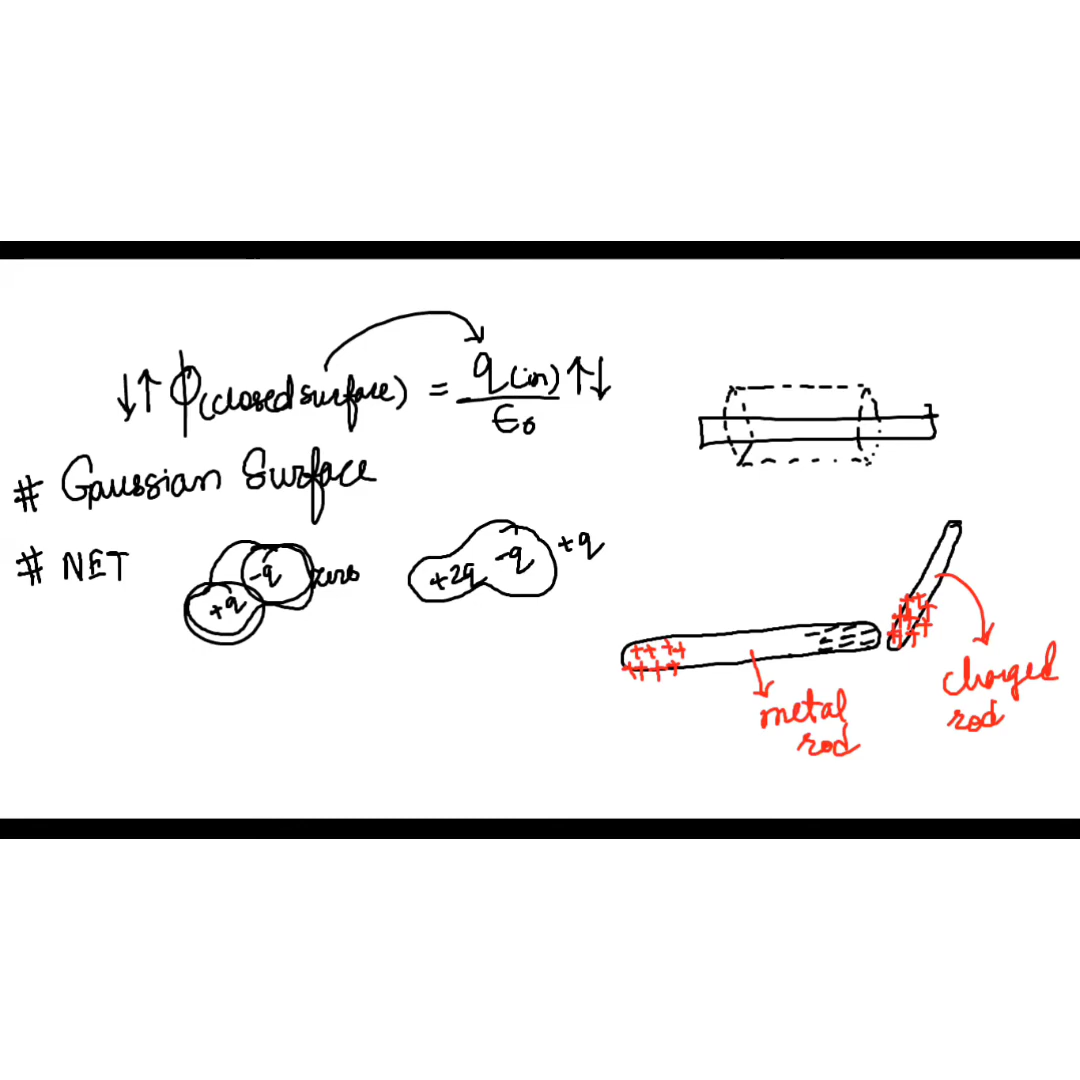 ↓↑ φ(closed surface) = q(in) ↑↓
ϵ₀
# Gaussian Surface
# NET
+q -q zero
+2q -q +q
++ ++
++++
++
+++
+++
metal
rod
charged
rod